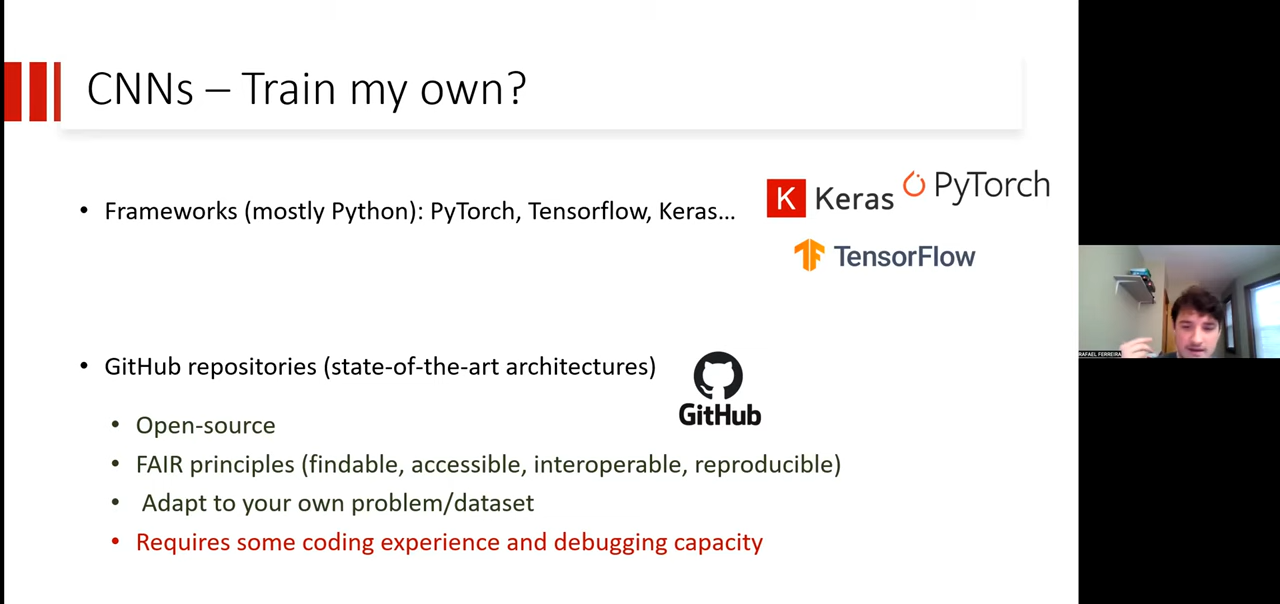 CNNs – Train my own?
• Frameworks (mostly Python): PyTorch, Tensorflow, Keras...
K Keras
PyTorch
TensorFlow
• GitHub repositories (state-of-the-art architectures)
GitHub
• Open-source
• FAIR principles (findable, accessible, interoperable, reproducible)
• Adapt to your own problem/dataset
• Requires some coding experience and debugging capacity
RAFAEL FERREIRA